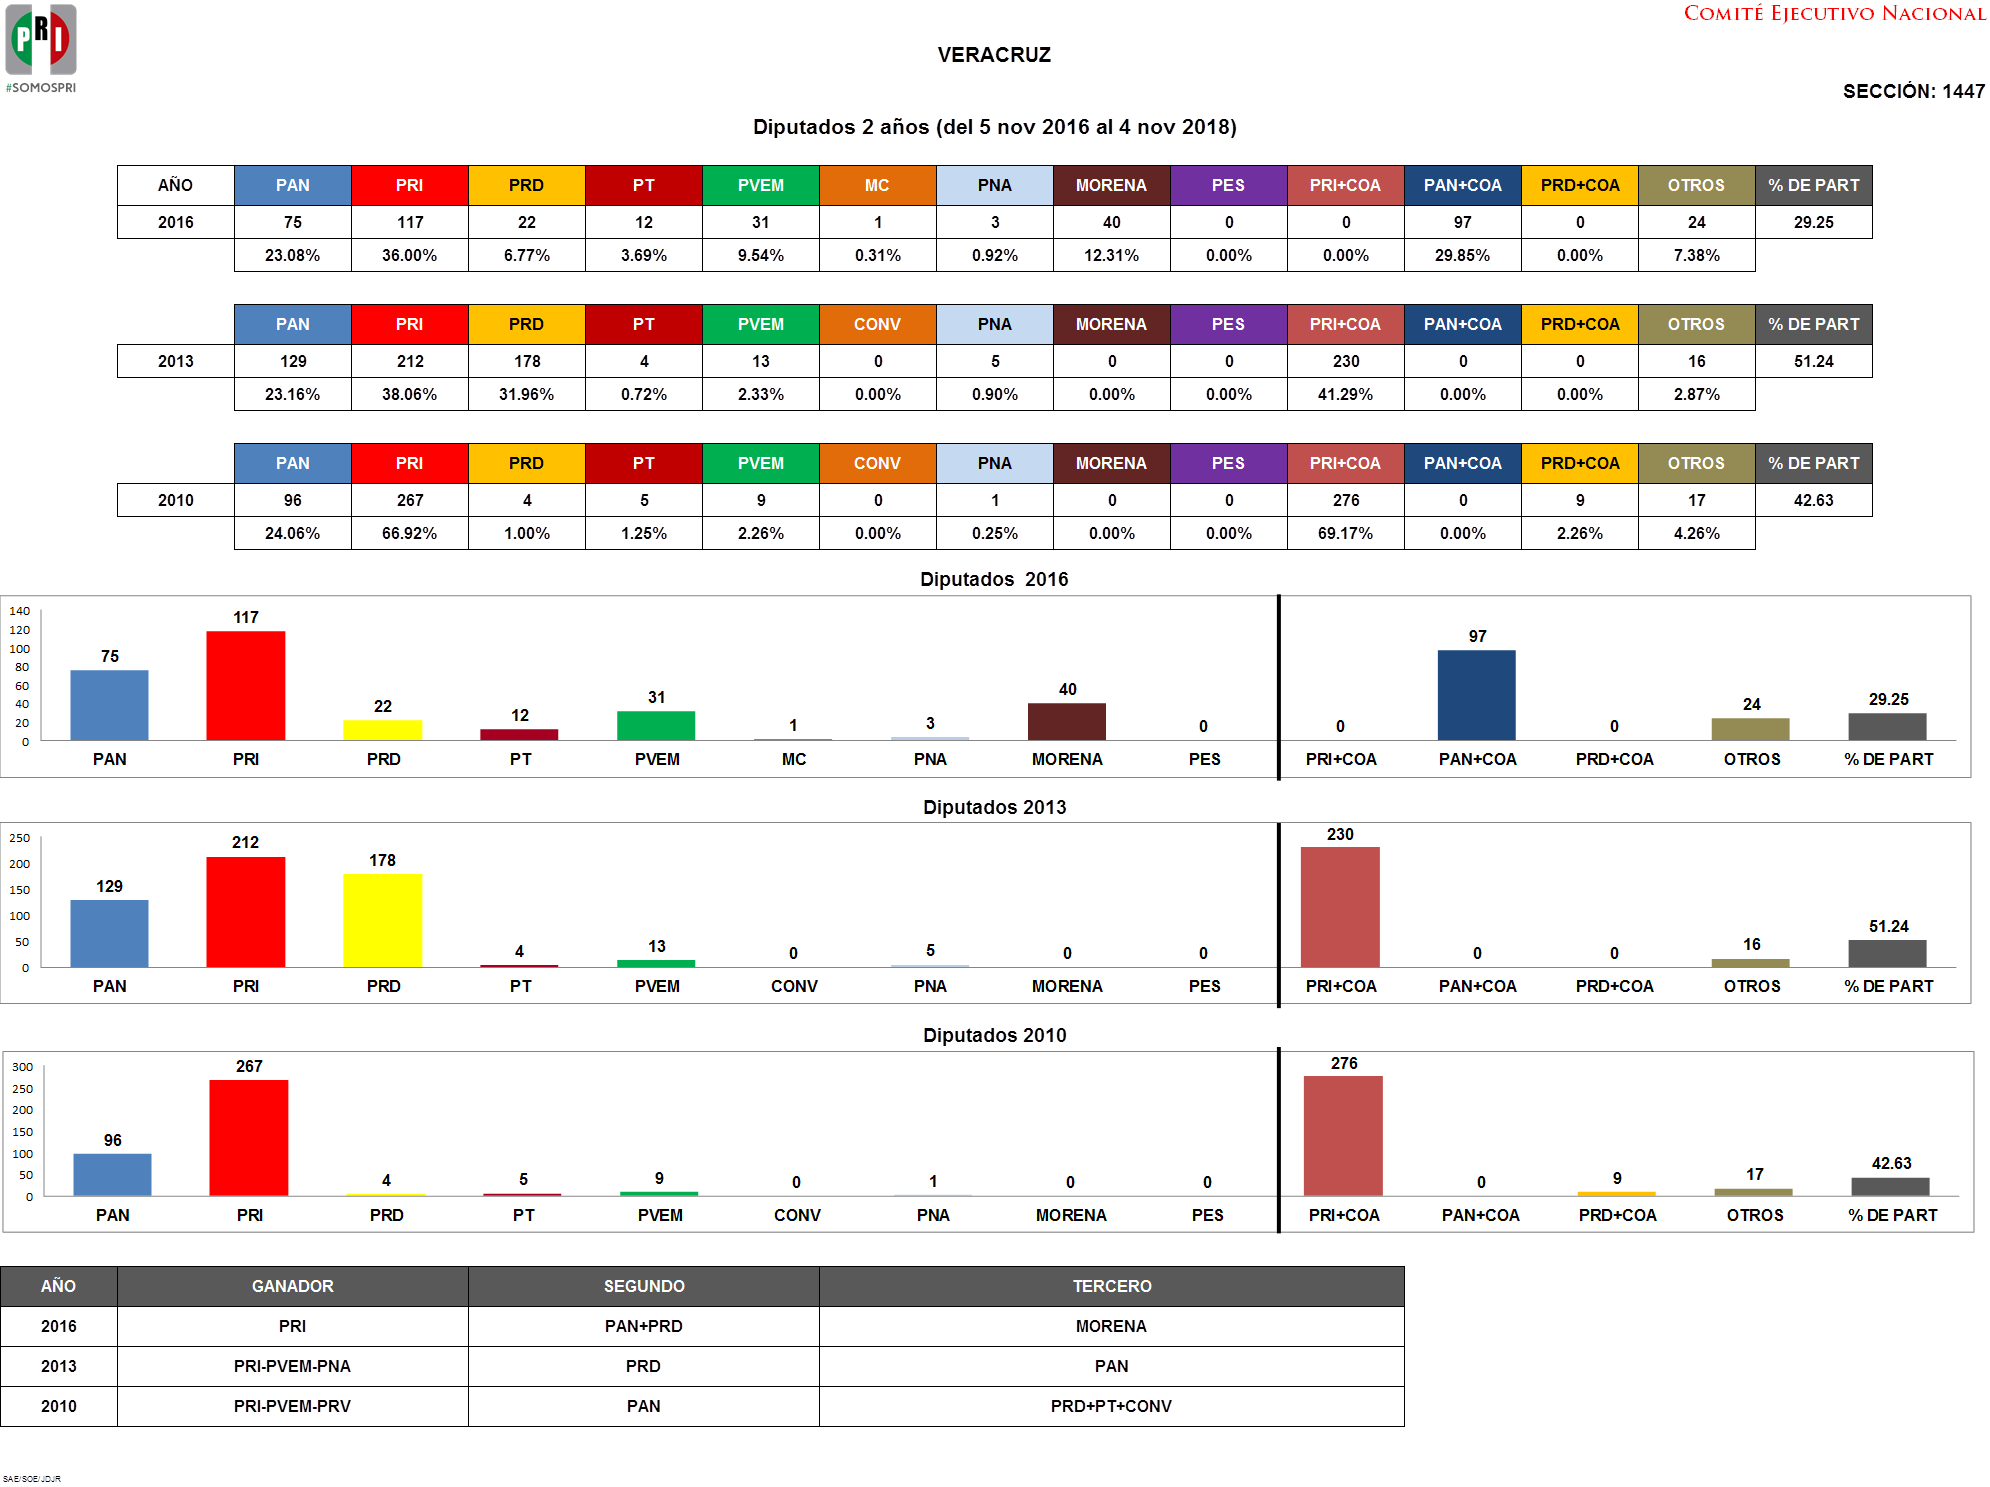 PRI
#SOMOSPRI
COMITÉ EJECUTIVO NACIONAL
VERACRUZ
SECCIÓN: 1447
Diputados 2 años (del 5 nov 2016 al 4 nov 2018)
AÑO PAN PRI PRD PT PVEM MC PNA MORENA PES PRI+COA PAN+COA PRD+COA OTROS % DE PART
2016 75 117 22 12 31 1 3 40 0 0 97 0 24 29.25
23.08% 36.00% 6.77% 3.69% 9.54% 0.31% 0.92% 12.31% 0.00% 0.00% 29.85% 0.00% 7.38%
PAN PRI PRD PT PVEM CONV PNA MORENA PES PRI+COA PAN+COA PRD+COA OTROS % DE PART
2013 129 212 178 4 13 0 5 0 0 230 0 0 16 51.24
23.16% 38.06% 31.96% 0.72% 2.33% 0.00% 0.90% 0.00% 0.00% 41.29% 0.00% 0.00% 2.87%
PAN PRI PRD PT PVEM CONV PNA MORENA PES PRI+COA PAN+COA PRD+COA OTROS % DE PART
2010 96 267 4 5 9 0 1 0 0 276 0 9 17 42.63
24.06% 66.92% 1.00% 1.25% 2.26% 0.00% 0.25% 0.00% 0.00% 69.17% 0.00% 2.26% 4.26%
Diputados 2016
140
120
100
80
60
40
20
0
75 117 22 12 31 1 3 40 0 0 97 0 24 29.25
PAN PRI PRD PT PVEM MC PNA MORENA PES PRI+COA PAN+COA PRD+COA OTROS % DE PART
Diputados 2013
250
200
150
100
50
0
129 212 178 4 13 0 5 0 0 230 0 0 16 51.24
PAN PRI PRD PT PVEM CONV PNA MORENA PES PRI+COA PAN+COA PRD+COA OTROS % DE PART
Diputados 2010
300
250
200
150
100
50
0
96 267 4 5 9 0 1 0 0 276 0 9 17 42.63
PAN PRI PRD PT PVEM CONV PNA MORENA PES PRI+COA PAN+COA PRD+COA OTROS % DE PART
AÑO GANADOR SEGUNDO TERCERO
2016 PRI PAN+PRD MORENA
2013 PRI-PVEM-PNA PRD PAN
2010 PRI-PVEM-PRV PAN PRD+PT+CONV
SAE/SOE/JDJR